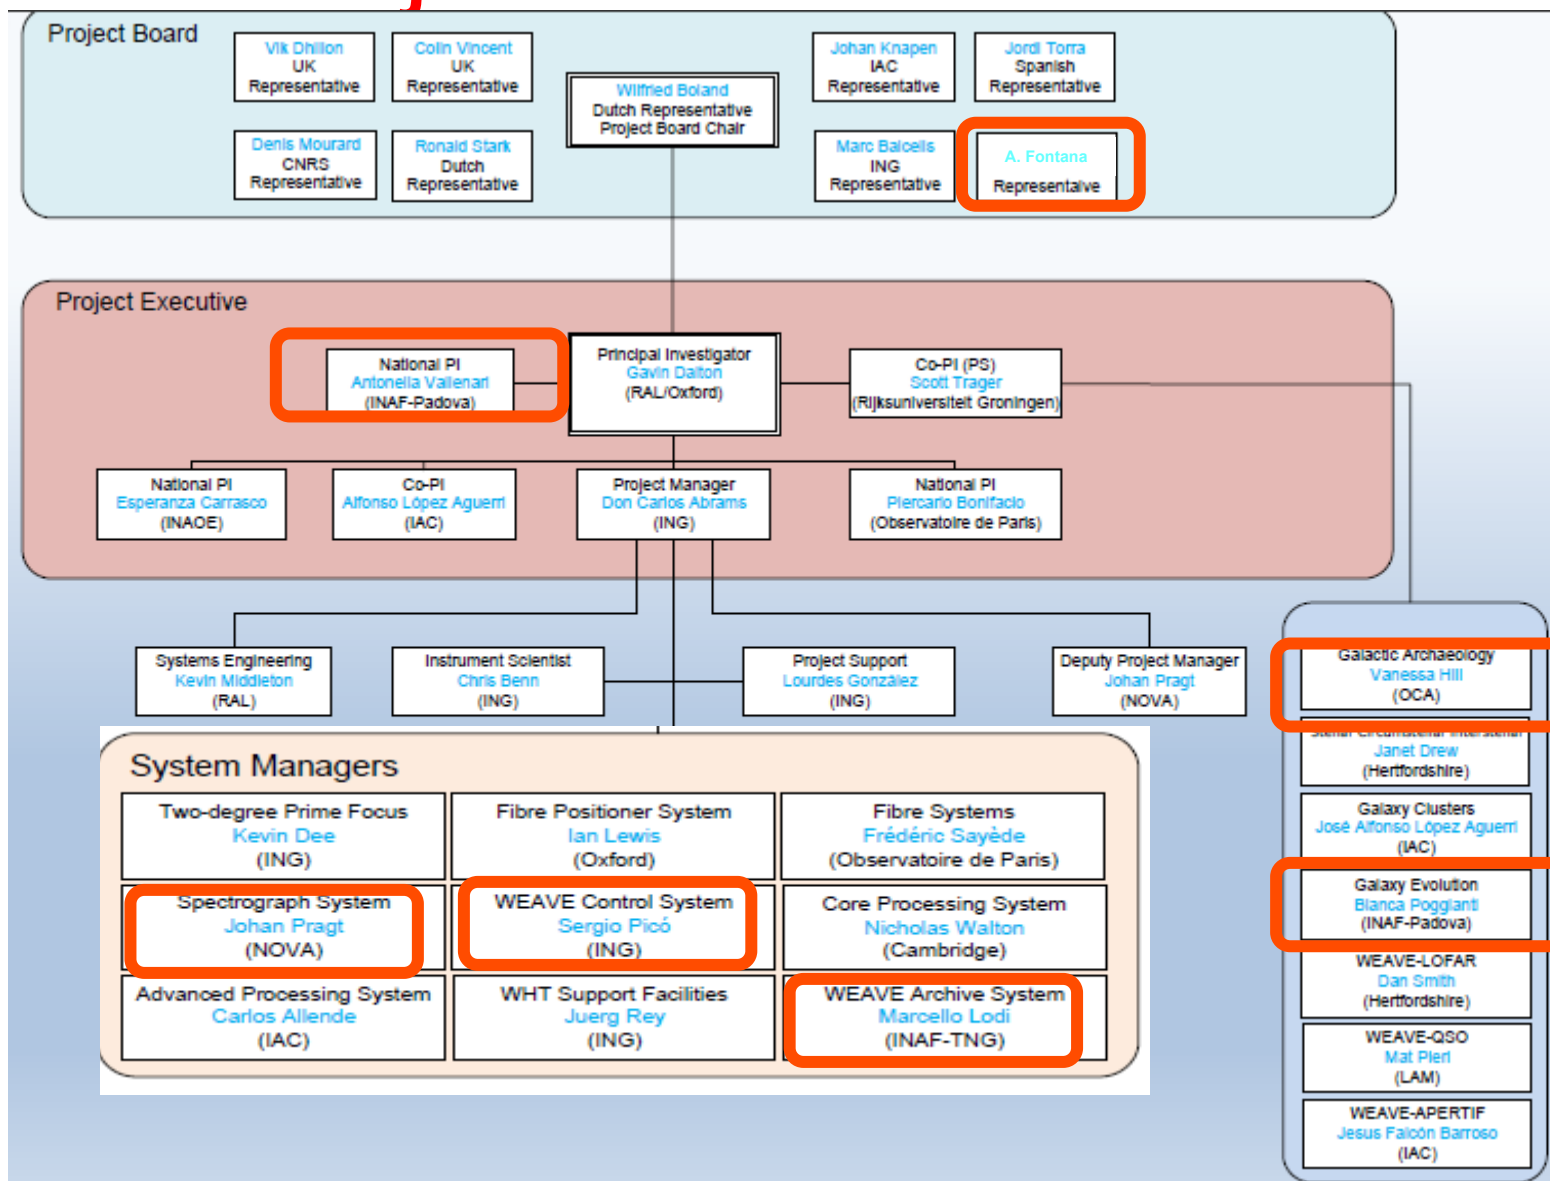 Project Board
Vik Dhillon
UK
Representative
Colin Vincent
UK
Representative
Wilfried Boland
Dutch Representative
Project Board Chair
Johan Knapen
IAC
Representative
Jordi Torra
Spanish
Representative
Denis Mourard
CNRS
Representative
Ronald Stark
Dutch
Representative
Marc Balcells
ING
Representative
A. Fontana
Representaive
Project Executive
National PI
Antonella Vallenari
(INAF-Padova)
Principal Investigator
Gavin Dalton
(RAL/Oxford)
Co-PI (PS)
Scott Trager
(Rijksuniversiteit Groningen)
National PI
Esperanza Carrasco
(INAOE)
Co-PI
Alfonso López Aguerri
(IAC)
Project Manager
Don Carlos Abrams
(ING)
National PI
Piercarlo Bonifacio
(Observatoire de Paris)
Systems Engineering
Kevin Middleton
(RAL)
Instrument Scientist
Chris Benn
(ING)
Project Support
Lourdes González
(ING)
Deputy Project Manager
Johan Pragt
(NOVA)
System Managers
Two-degree Prime Focus
Kevin Dee
(ING)
Fibre Positioner System
Ian Lewis
(Oxford)
Fibre Systems
Frédéric Sayède
(Observatoire de Paris)
Spectrograph System
Johan Pragt
(NOVA)
WEAVE Control System
Sergio Picó
(ING)
Core Processing System
Nicholas Walton
(Cambridge)
Advanced Processing System
Carlos Allende
(IAC)
WHT Support Facilities
Juerg Rey
(ING)
WEAVE Archive System
Marcello Lodi
(INAF-TNG)
Galactic Archaeology
Vanessa Hill
(OCA)
Janet Drew
(Hertfordshire)
Galaxy Clusters
José Alfonso López Aguerri
(IAC)
Galaxy Evolution
Bianca Poggianti
(INAF-Padova)
WEAVE-LOFAR
Dan Smith
(Hertfordshire)
WEAVE-QSO
Mat Pieri
(LAM)
WEAVE-APERTIF
Jesus Falcón Barroso
(IAC)